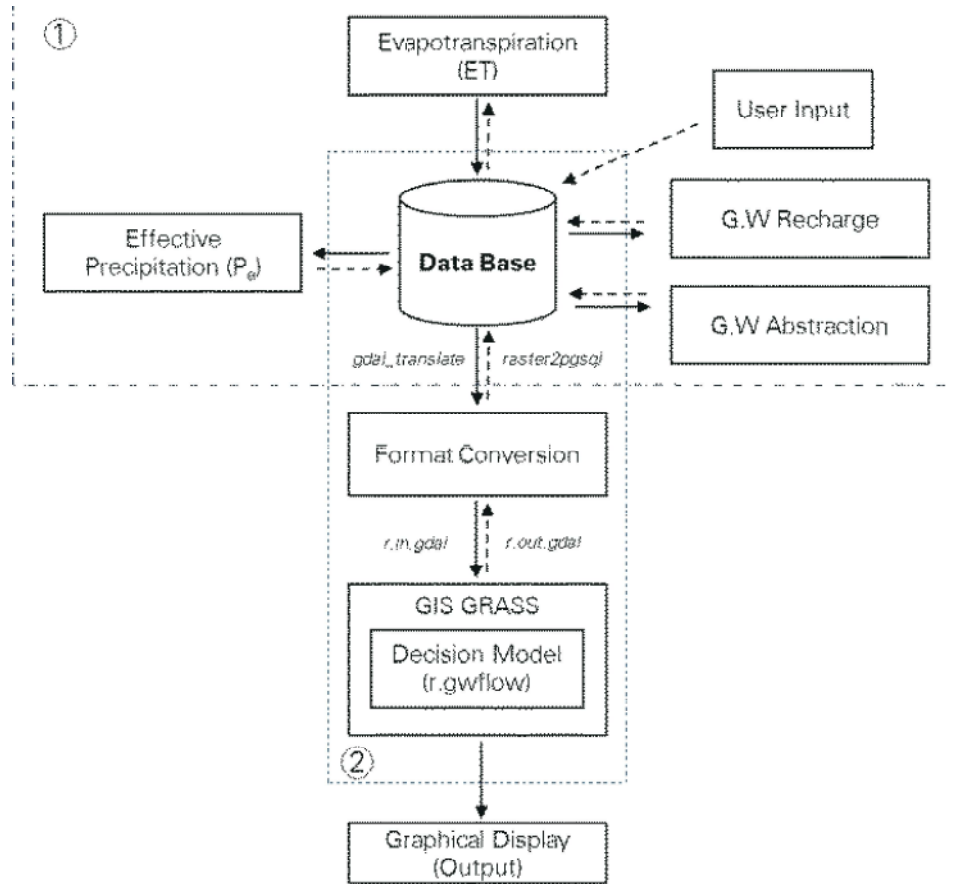 ①
Evapotranspiration
(ET)
User Input
G.W Recharge
Effective
Precipitation (Pe)
Data Base
G.W Abstraction
gdal_translate
raster2pgsql
Format Conversion
r.in.gdal
r.out.gdal
GIS GRASS
Decision Model
(r.gwflow)
②
Graphical Display
(Output)